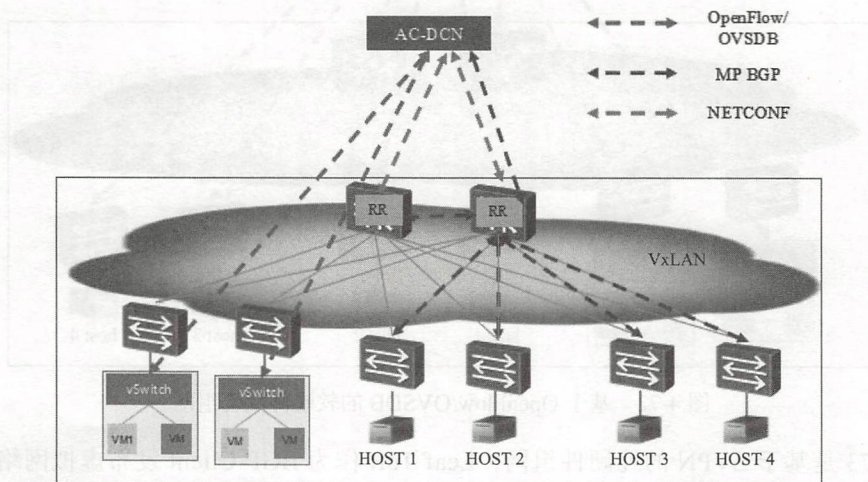 AC-DCN
OpenFlow/
OVSDB
MP BGP
NETCONF
RR
RR
VxLAN
vSwitch
vSwitch
VM1
VM
VM
VM
HOST 1
HOST 2
HOST 3
HOST 4